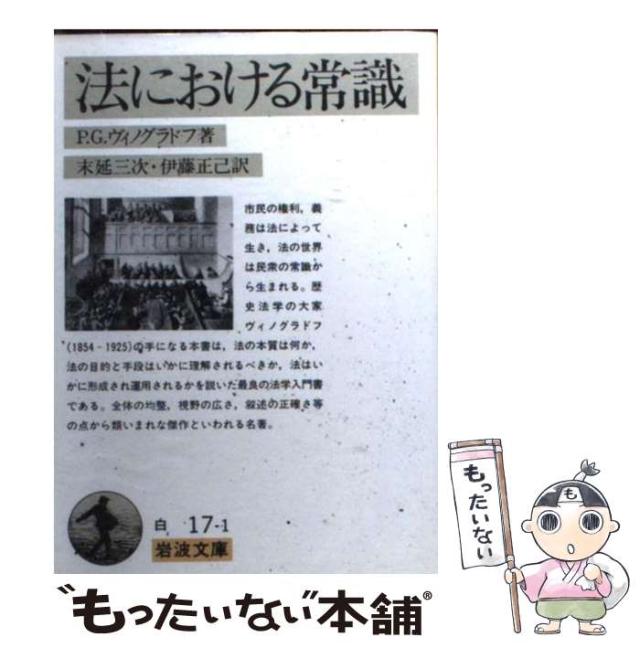 法における常識
P.G.ヴィノグラドフ著
末延三次・伊藤正己訳
市民の権利，義
務は法によって
生き，法の世界
は民衆の常識か
ら生まれる。歴
史法学の大家
ヴィノグラドフ
(1854‐1925)の手になる本書は，法の本質は何か，
法の目的と手段はいかに理解されるべきか，法はい
かに形成され運用されるかを説いた最良の法学入門書
である。全体の均整，視野の広さ，叙述の正確さ等
の点から類いまれな傑作といわれる名著。
白 17-1
岩波文庫
もったいない
も
“もったいない”本舗®